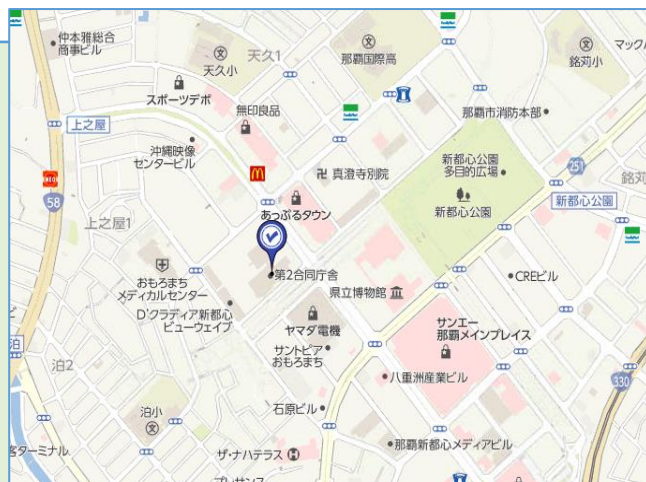 仲本雅総合
商事ビル
天久小
天久1
那覇国際高
銘苅小
マックバ
スポーツデポ
無印良品
那覇市消防本部
上之屋
沖縄映像
センタービル
真澄寺別院
新都心公園
多目的広場
251
58
銘苅
上之屋1
あっぷるタウン
新都心公園
新都心公園
おもろまち
メディカルセンター
第2合同庁舎
県立博物館
CREビル
D'クラディア新都心
ビューウェイブ
ヤマダ電機
サンエー
那覇メインプレイス
泊
泊2
サントピア
おもろまち
八重洲産業ビル
330
泊小
石原ビル
客ターミナル
ザ・ナハテラス
那覇新都心メディアビル
プレサンス